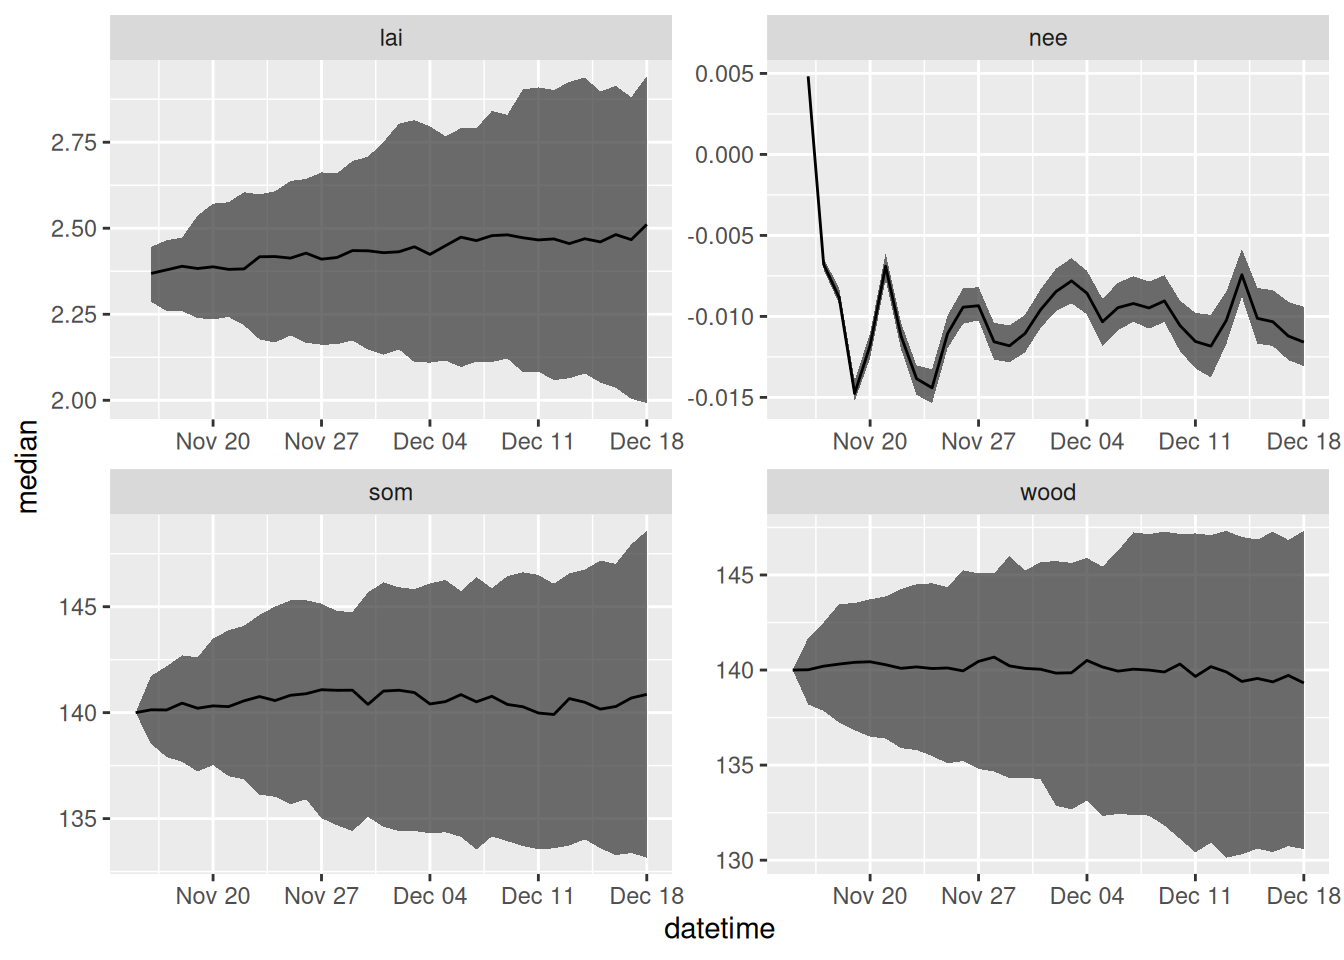 lai
nee
2.75
2.50
2.25
2.00
0.005
0.000
-0.005
-0.010
-0.015
Nov 20 Nov 27 Dec 04 Dec 11 Dec 18
Nov 20 Nov 27 Dec 04 Dec 11 Dec 18
median
som
wood
145
140
135
145
140
135
130
Nov 20 Nov 27 Dec 04 Dec 11 Dec 18
Nov 20 Nov 27 Dec 04 Dec 11 Dec 18
datetime